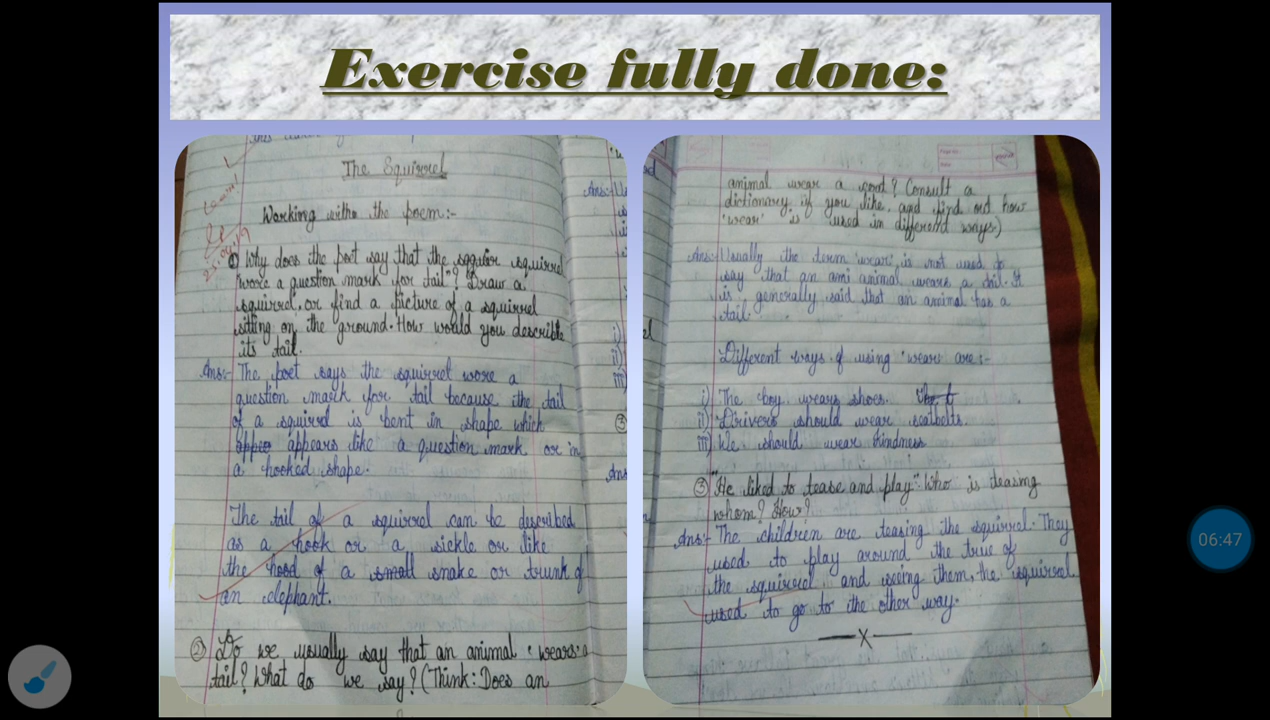 Exercise fully done:
The Squirrel
Working witho the poem:-
① Why does the poet say that the squirrel
"wore a question mark for tail"? Draw a
squirrel, or find a picture of a squirrel
sitting on the ground. How would you describe
its tail.
Ans:- The poet says the squirrel wore a
question mark for tail because the tail
of a squirrel is bent in shape which
appears like a question mark or in
a hooked shape.
The tail of a squirrel can be described
as a hook or a sickle or like
the hood of a small snake or trunk of
an elephant.
② Do we usually say that an animal 'wears' a
tail? What do we say? (Think: Does an
animal wear a coat? Consult a
dictionary if you like, and find out how
'wear' is used in different ways.)
Ans:- Usually the term 'wear' is not used to
say that an ami animal wears a tail. It
is generally said that an animal has a
tail.
Different ways of using 'wear' are:-
i) The boy wears shoes.
ii) Drivers should wear seatbelts.
iii) We should wear kindness
③ "He liked to tease and play". Who is teasing
whom? How?
Ans:- The children are teasing the squirrel. They
used to play around the true of
the squirrel and seeing them, the squirrel
used to go to the other way.
X
06:47